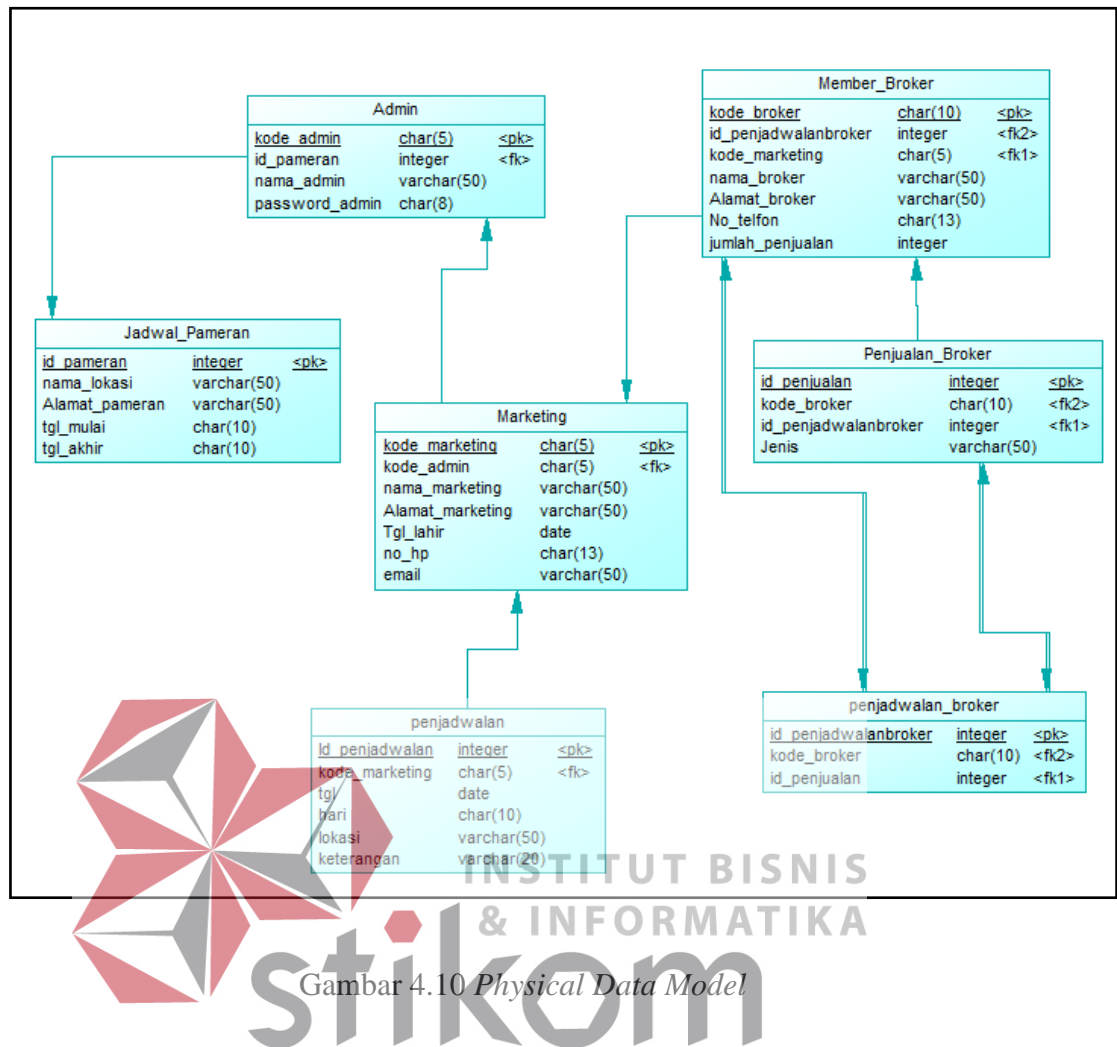 Admin
kode_admin char(5) <pk>
id_pameran integer <fk>
nama_admin varchar(50)
password_admin char(8)
Member_Broker
kode_broker char(10) <pk>
id_penjadwalanbroker integer <fk2>
kode_marketing char(5) <fk1>
nama_broker varchar(50)
Alamat_broker varchar(50)
No_telfon char(13)
jumlah_penjualan integer
Jadwal_Pameran
id_pameran integer <pk>
nama_lokasi varchar(50)
Alamat_pameran varchar(50)
tgl_mulai char(10)
tgl_akhir char(10)
Penjualan_Broker
id_penjualan integer <pk>
kode_broker char(10) <fk2>
id_penjadwalanbroker integer <fk1>
Jenis varchar(50)
Marketing
kode_marketing char(5) <pk>
kode_admin char(5) <fk>
nama_marketing varchar(50)
Alamat_marketing varchar(50)
Tgl_lahir date
no_hp char(13)
email varchar(50)
penjadwalan
Id_penjadwalan integer <pk>
kode_marketing char(5) <fk>
tgl date
hari char(10)
lokasi varchar(50)
keterangan varchar(20)
penjadwalan_broker
id_penjadwalanbroker integer <pk>
kode_broker char(10) <fk2>
id_penjualan integer <fk1>
INSTITUT BISNIS
& INFORMATIKA
stikom
Gambar 4.10 Physical Data Model